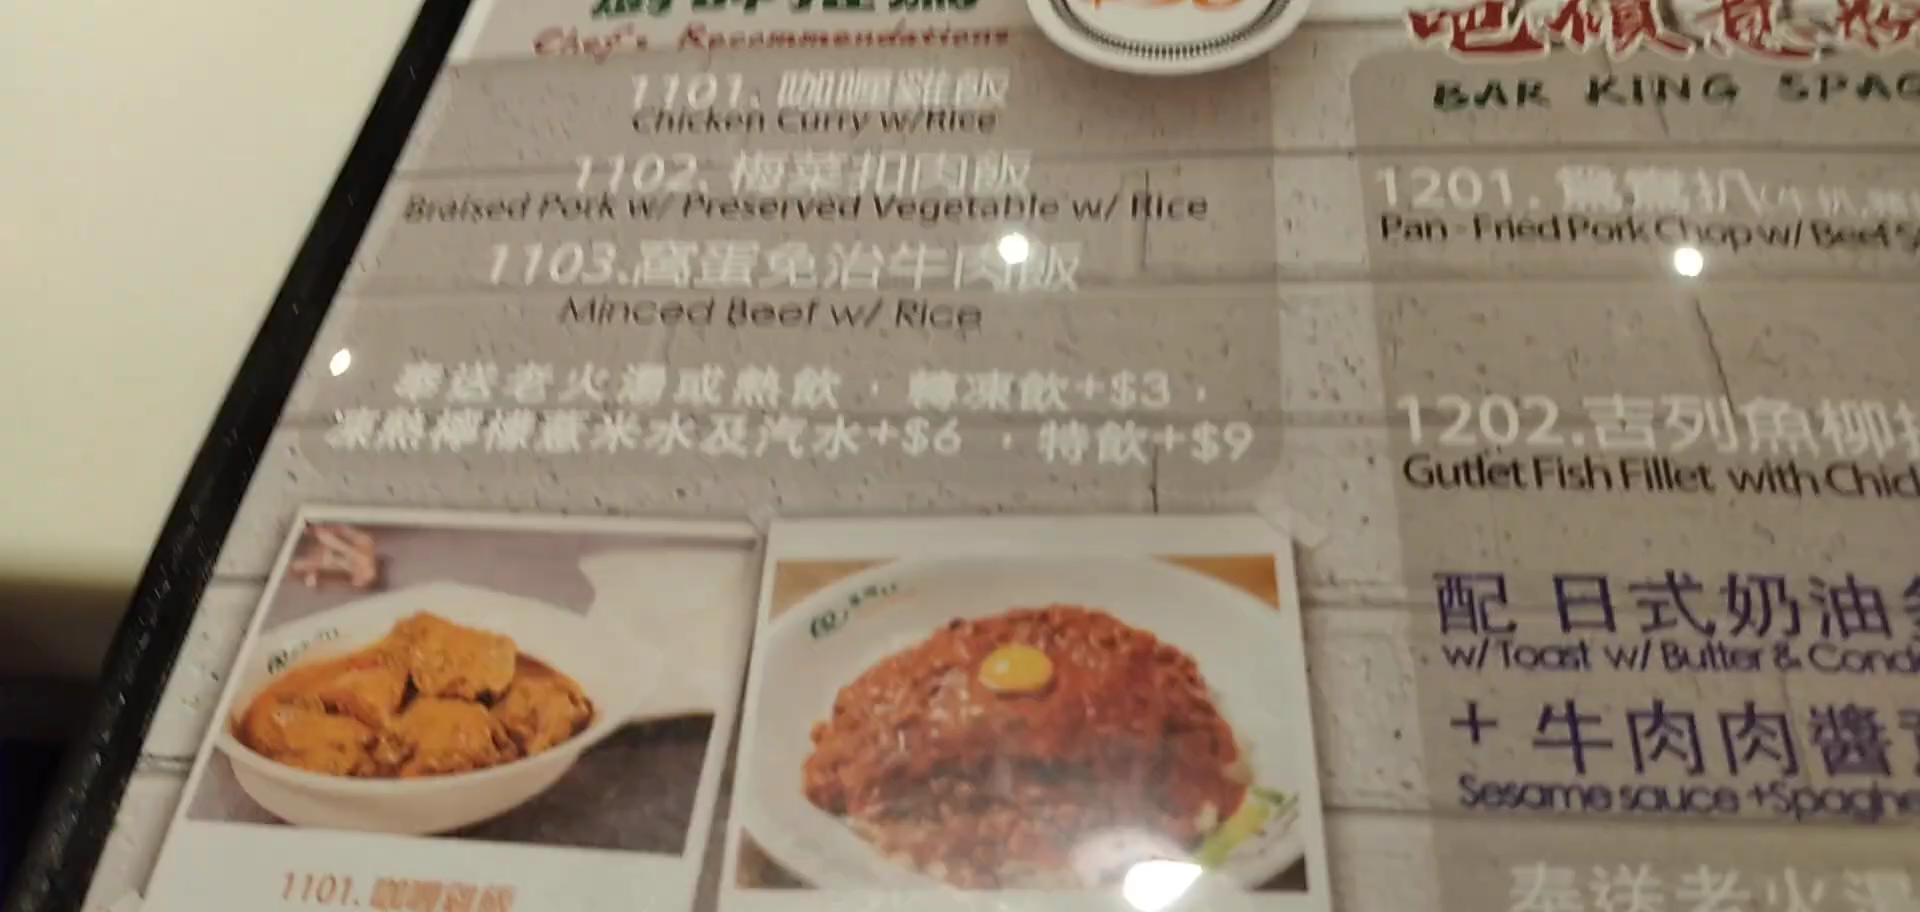 Chef's Recommendations
1101. 咖喱雞飯
Chicken Curry w/Rice
1102. 梅菜扣肉飯
Braised Pork w/ Preserved Vegetable w/ Rice
1103.窩蛋免治牛肉飯
Minced Beef w/ Rice
奉送老火湯或熱飲，轉凍飲+$3，
凍熱檸檬薏米水及汽水+$6，特飲+$9
1101. 咖喱雞飯
BAR KING SPAG
1201. 鴛鴦扒
Pan-Fried Pork Chop w/ Beef
1202.吉列魚柳
Gutlet Fish Fillet with Chic
配 日式奶油
w/ Toast w/ Butter & Cond
+ 牛肉肉醬
Sesame sauce +Spaghe
奉送老火湯